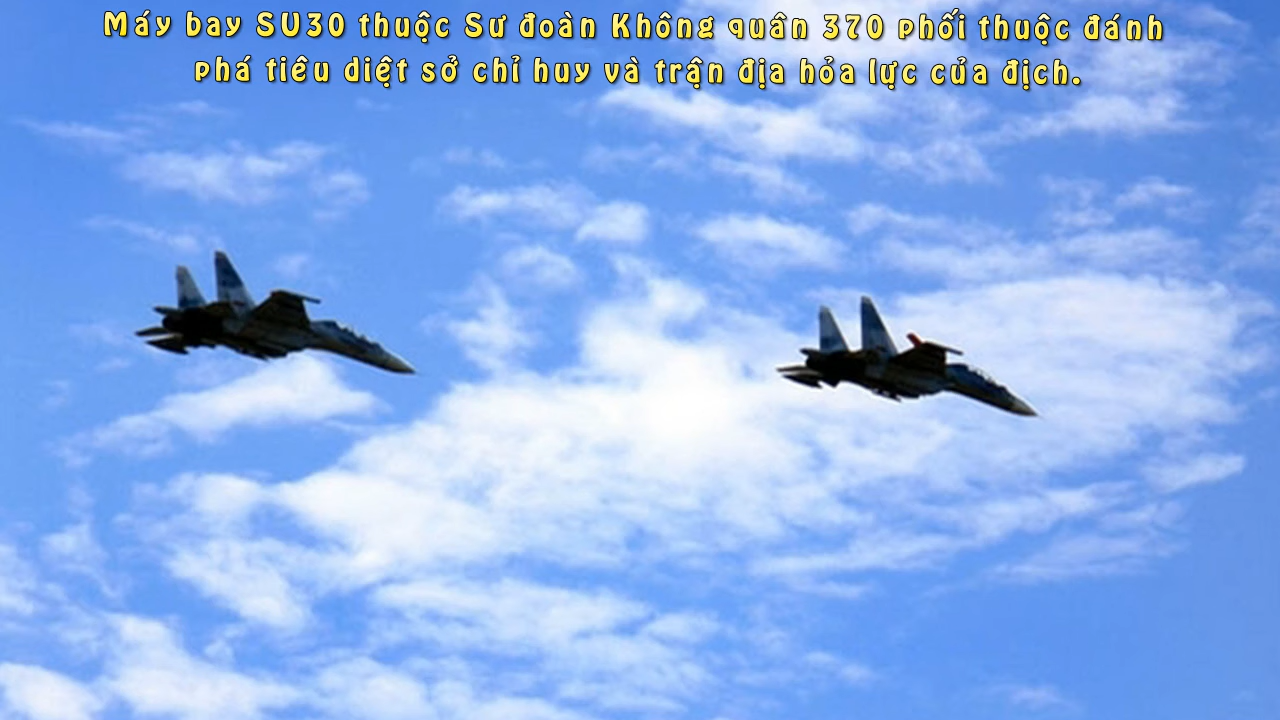 Máy bay SU30 thuộc Sư đoàn Không quân 370 phối thuộc đánh
phá tiêu diệt sở chỉ huy và trận địa hỏa lực của địch.